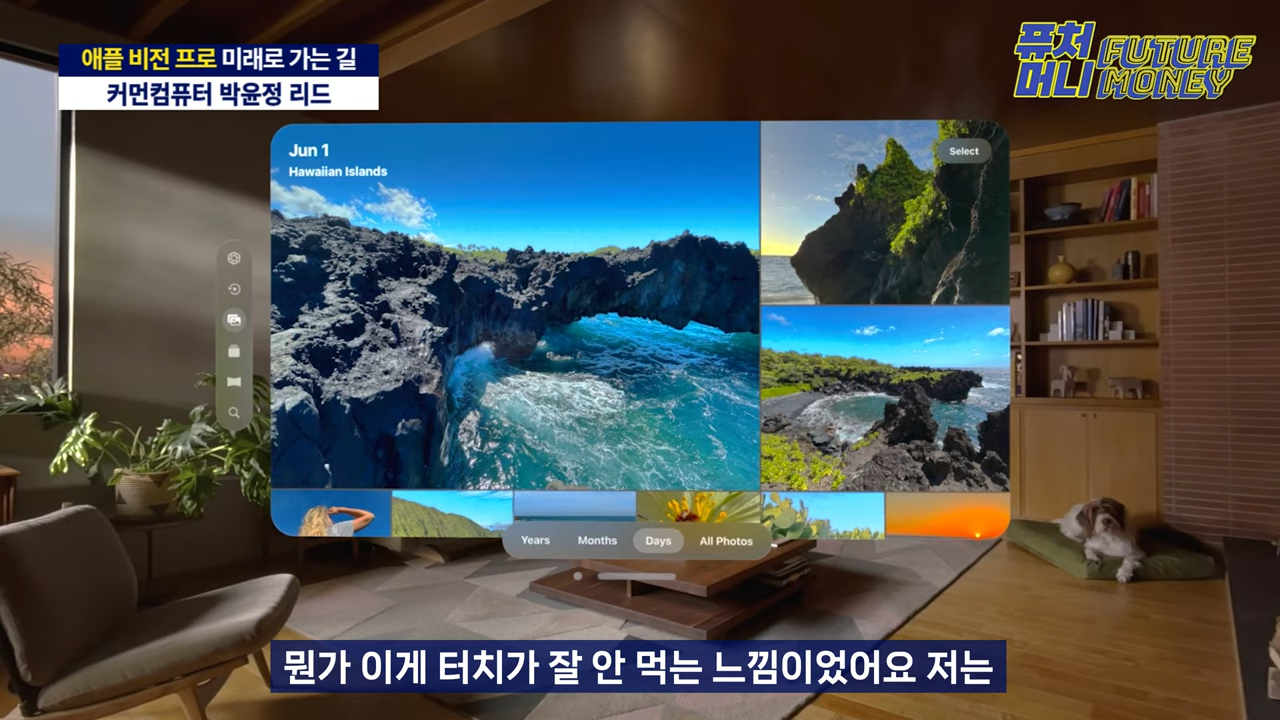 애플 비전 프로 미래로 가는 길
커먼컴퓨터 박윤정 리드
퓨처 FUTURE
머니 MONEY
Jun 1
Hawaiian Islands
Select
Years Months Days All Photos
뭔가 이게 터치가 잘 안 먹는 느낌이었어요 저는